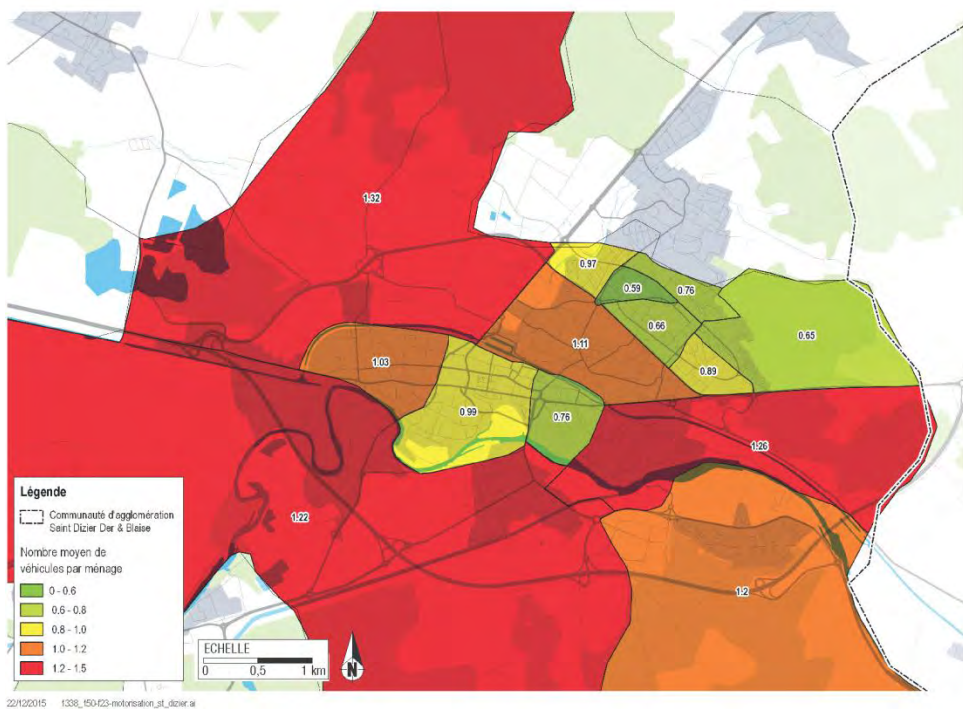 1.32
0.97
0.59
0.76
0.66
0.65
1.11
1.03
0.89
0.99
0.76
1.26
1.22
1.2
Légende
Communauté d'agglomération
Saint Dizier Der & Blaise
Nombre moyen de
véhicules par ménage
0 - 0.6
0.6 - 0.8
0.8 - 1.0
1.0 - 1.2
1.2 - 1.5
ECHELLE
0 0,5 1 km
N
22/12/2015 1338_150-f23-motorisation_st_dizier.ai